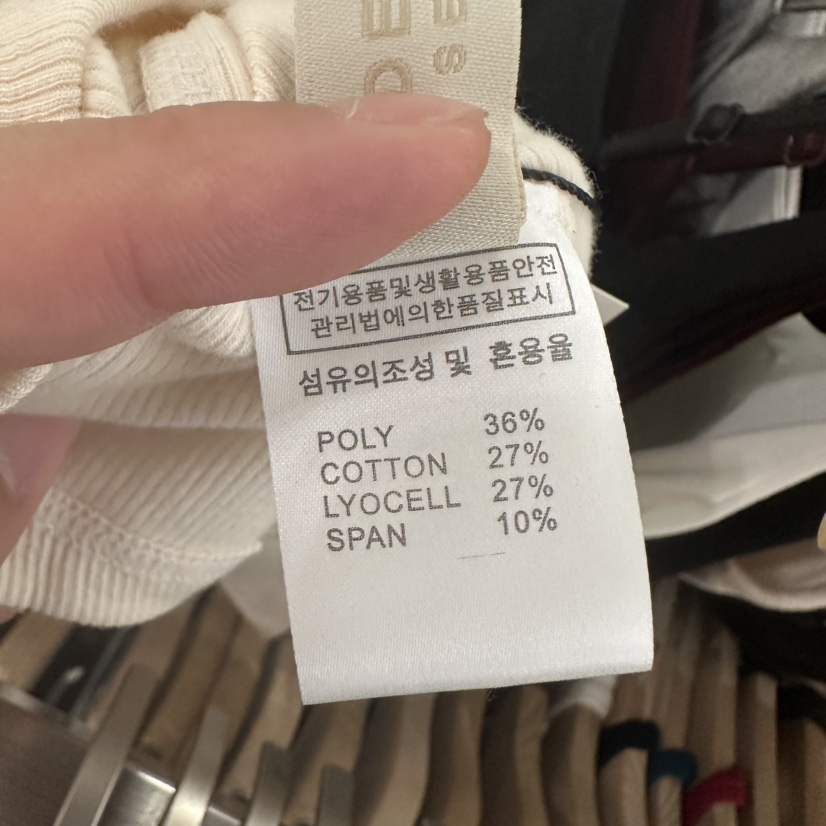 전기용품및생활용품안전
관리법에의한품질표시
섬유의조성 및 혼용율
POLY 36%
COTTON 27%
LYOCELL 27%
SPAN 10%